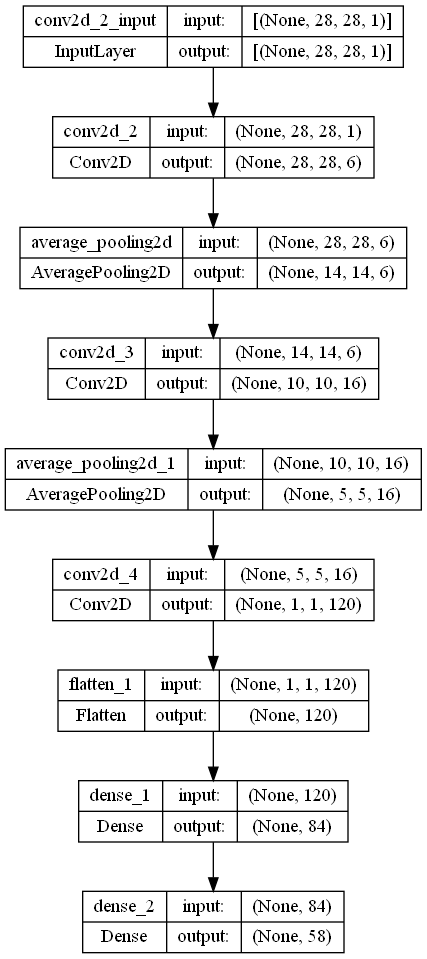 conv2d_2_input input: [(None, 28, 28, 1)]
InputLayer output: [(None, 28, 28, 1)]
conv2d_2 input: (None, 28, 28, 1)
Conv2D output: (None, 28, 28, 6)
average_pooling2d input: (None, 28, 28, 6)
AveragePooling2D output: (None, 14, 14, 6)
conv2d_3 input: (None, 14, 14, 6)
Conv2D output: (None, 10, 10, 16)
average_pooling2d_1 input: (None, 10, 10, 16)
AveragePooling2D output: (None, 5, 5, 16)
conv2d_4 input: (None, 5, 5, 16)
Conv2D output: (None, 1, 1, 120)
flatten_1 input: (None, 1, 1, 120)
Flatten output: (None, 120)
dense_1 input: (None, 120)
Dense output: (None, 84)
dense_2 input: (None, 84)
Dense output: (None, 58)